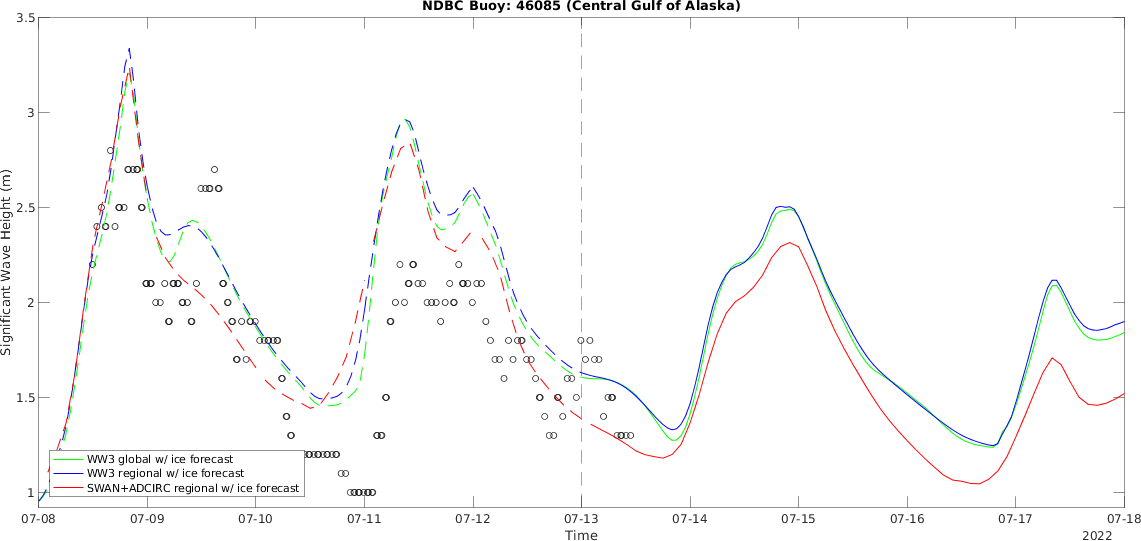 NDBC Buoy: 46085 (Central Gulf of Alaska)
3.5
3
2.5
2
1.5
1
Significant Wave Height (m)
WW3 global w/ ice forecast
WW3 regional w/ ice forecast
SWAN+ADCIRC regional w/ ice forecast
07-08 07-09 07-10 07-11 07-12 07-13 07-14 07-15 07-16 07-17 07-18
Time
2022